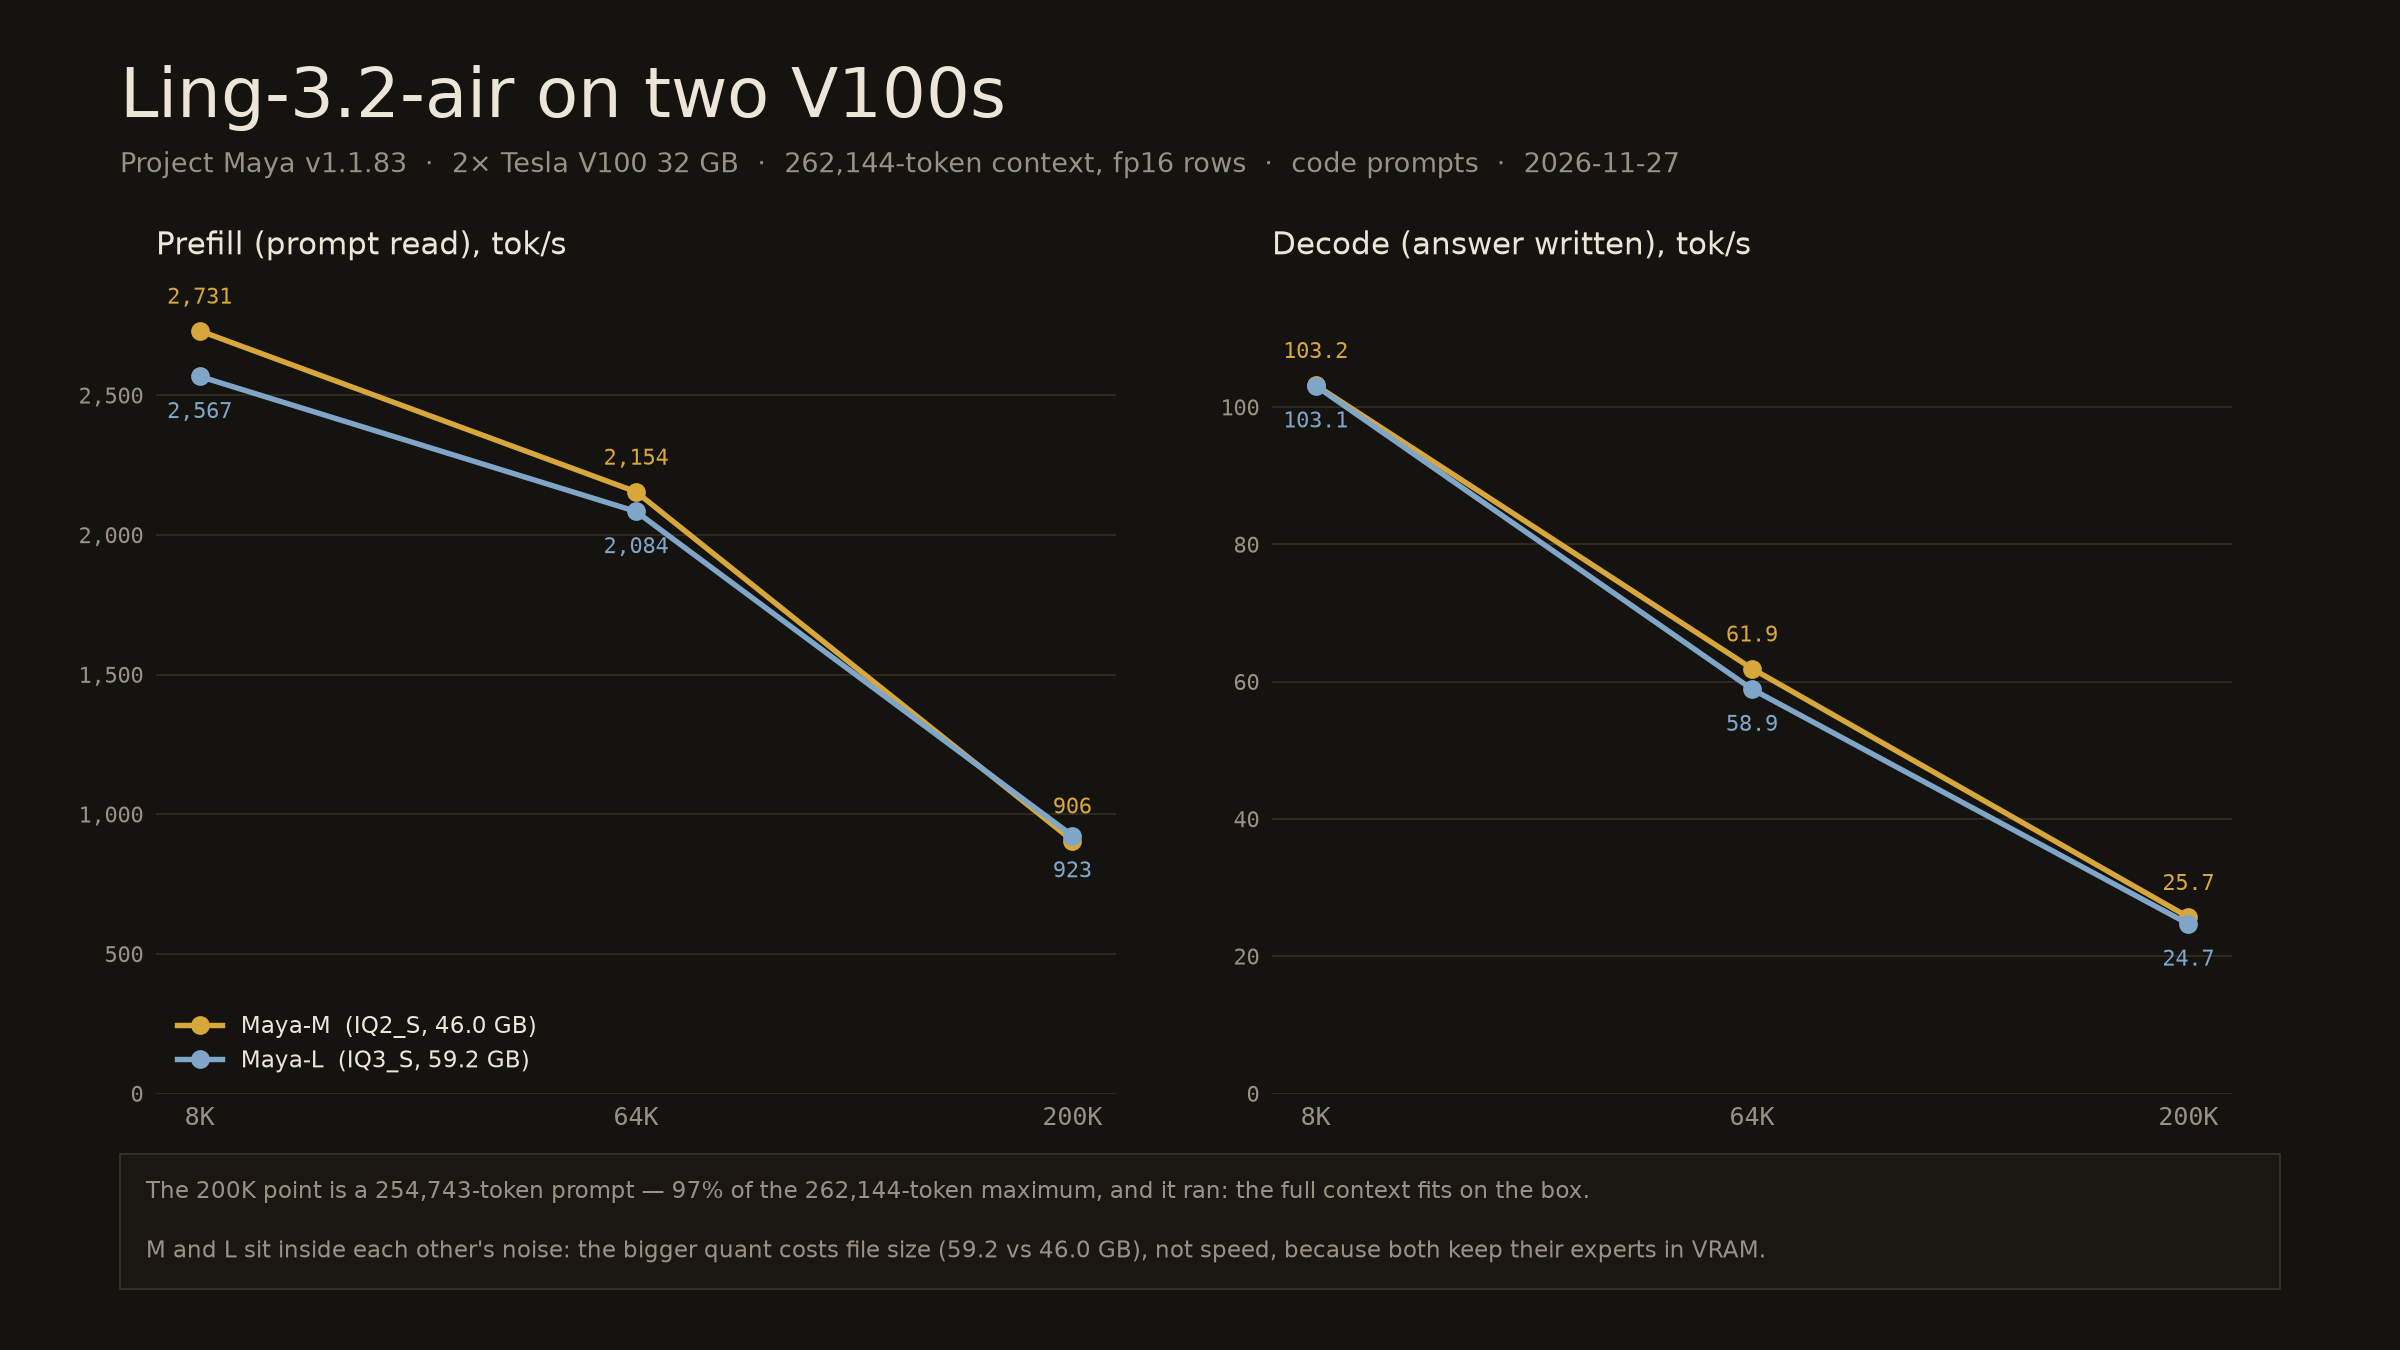 Ling-3.2-air on two V100s
Project Maya v1.1.83 · 2× Tesla V100 32 GB · 262,144-token context, fp16 rows · code prompts · 2026-11-27
Prefill (prompt read), tok/s
2,731
2,567
2,500
2,154
2,084
2,000
1,500
1,000
906
923
500
Maya-M (IQ2_S, 46.0 GB)
Maya-L (IQ3_S, 59.2 GB)
0
8K 64K 200K
Decode (answer written), tok/s
103.2
103.1
100
80
61.9
60
58.9
40
25.7
24.7
20
0
8K 64K 200K
The 200K point is a 254,743-token prompt — 97% of the 262,144-token maximum, and it ran: the full context fits on the box.
M and L sit inside each other's noise: the bigger quant costs file size (59.2 vs 46.0 GB), not speed, because both keep their experts in VRAM.